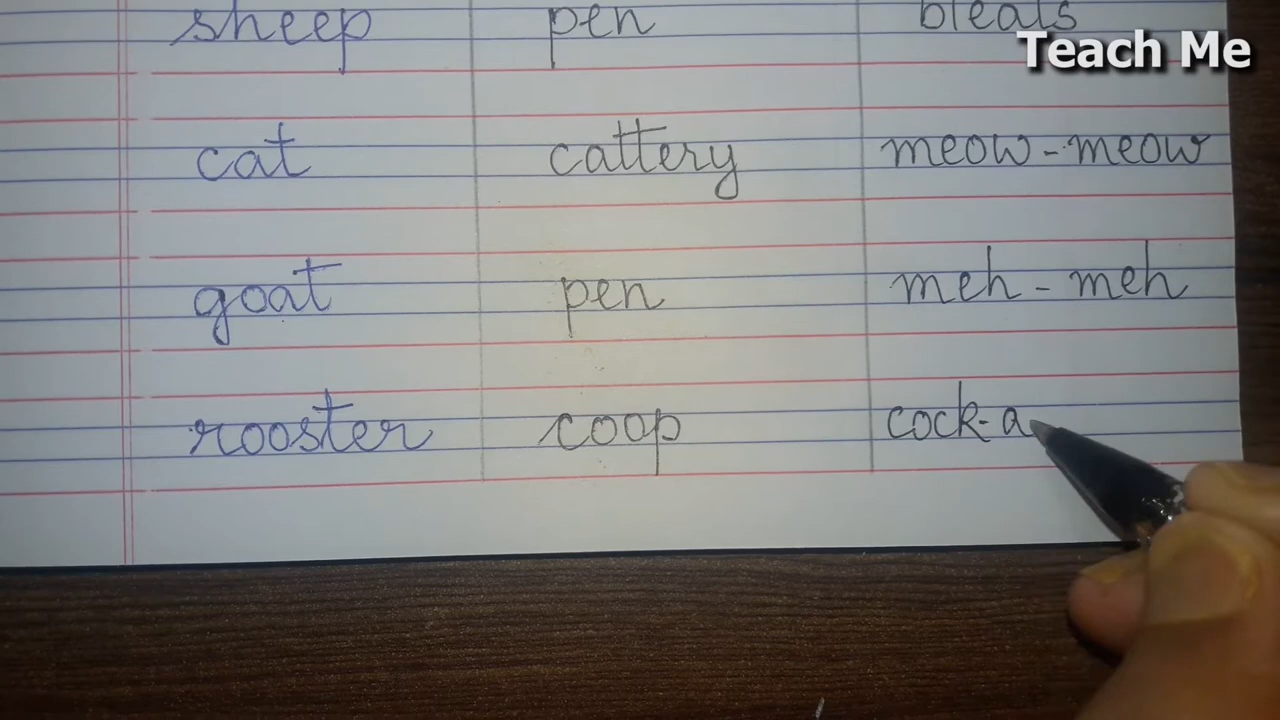 sheep pen bleats
Teach Me
cat cattery meow-meow
goat pen meh-meh
rooster coop cock-a